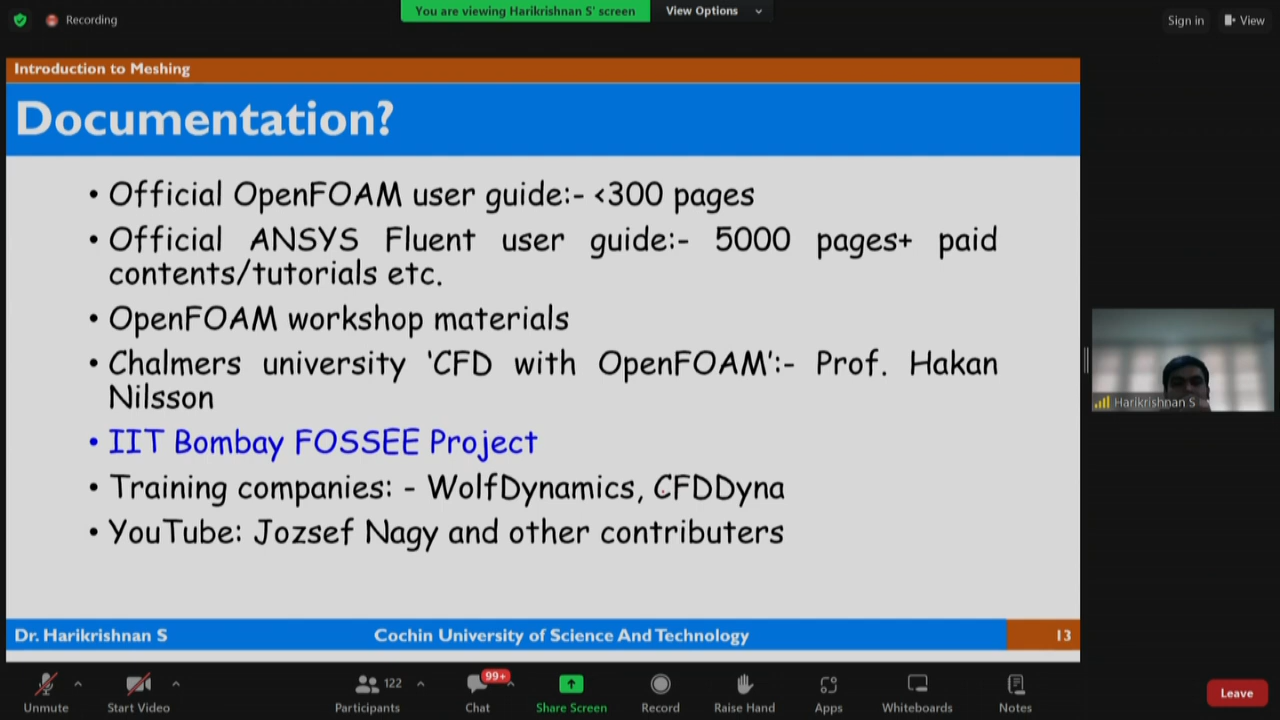 Recording
You are viewing Harikrishnan S' screen
View Options
Sign in
View
Introduction to Meshing
Documentation?
• Official OpenFOAM user guide:- <300 pages
• Official ANSYS Fluent user guide:- 5000 pages+ paid
contents/tutorials etc.
• OpenFOAM workshop materials
• Chalmers university 'CFD with OpenFOAM':- Prof. Hakan
Nilsson
• IIT Bombay FOSSEE Project
• Training companies: - WolfDynamics, CFDDyna
• YouTube: Jozsef Nagy and other contributers
Harikrishnan S
Dr. Harikrishnan S
Cochin University of Science And Technology
13
122
99+
Unmute
Start Video
Participants
Chat
Share Screen
Record
Raise Hand
Apps
Whiteboards
Notes
Leave